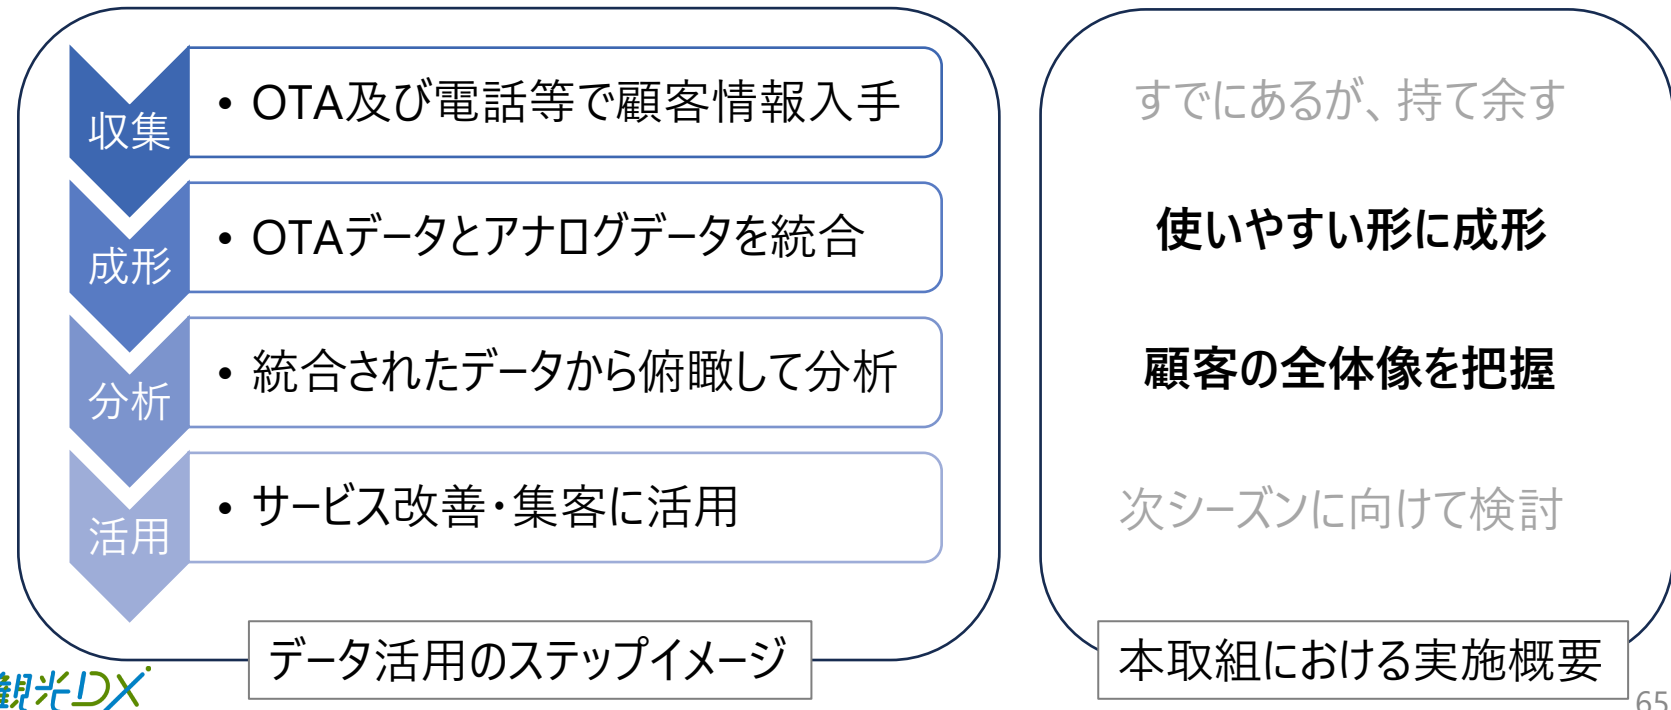 収集
• OTA及び電話等で顧客情報入手
成形
• OTAデータとアナログデータを統合
分析
• 統合されたデータから俯瞰して分析
活用
• サービス改善・集客に活用
データ活用のステップイメージ
すでにあるが、持て余す
使いやすい形に成形
顧客の全体像を把握
次シーズンに向けて検討
本取組における実施概要
観光DX
65